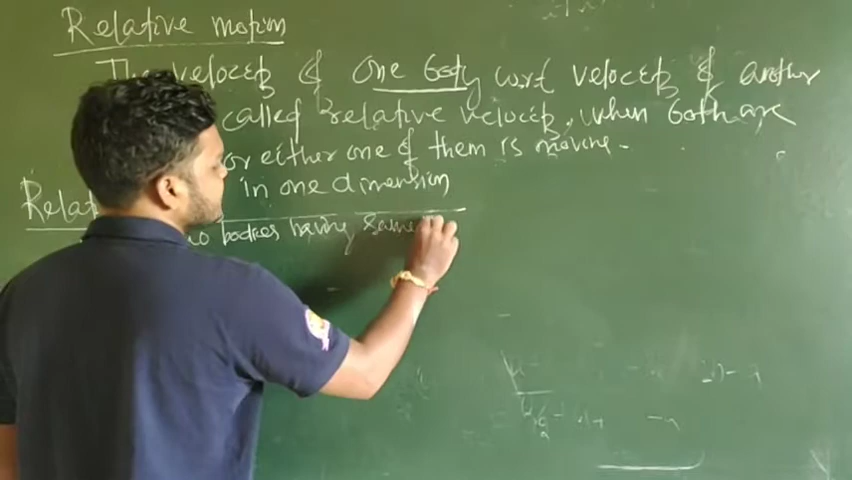 Relative motion
The velocity of one body w.r.t velocity of another
called relative velocity, when both are
or either one of them is moving.
Relat in one dimension
bodies having same